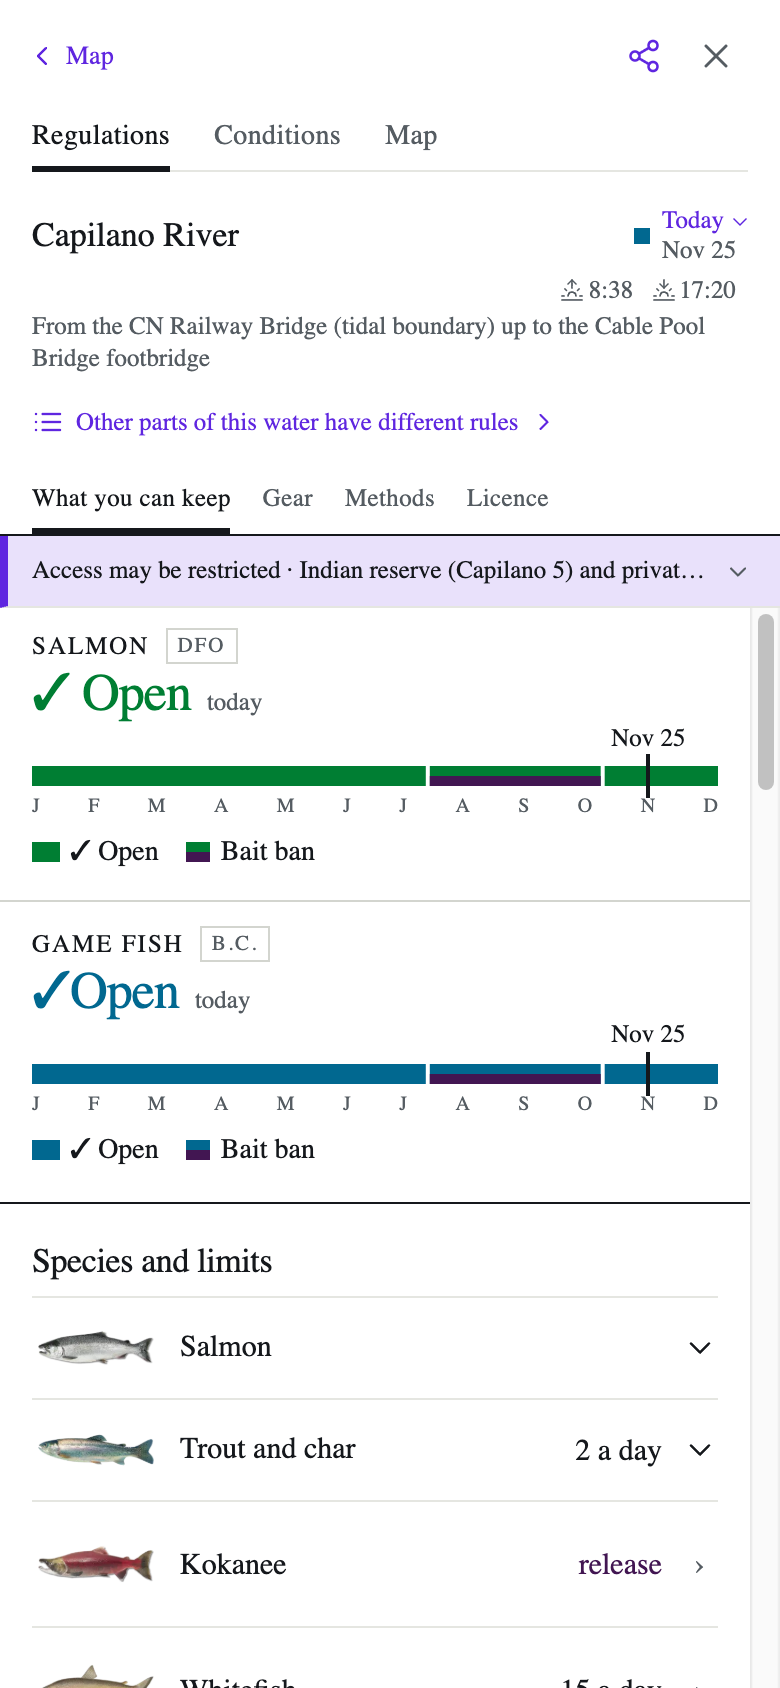 Map
Regulations Conditions Map
Capilano River
Today
Nov 25
8:38 17:20
From the CN Railway Bridge (tidal boundary) up to the Cable Pool
Bridge footbridge
Other parts of this water have different rules
What you can keep Gear Methods Licence
Access may be restricted · Indian reserve (Capilano 5) and privat…
SALMON DFO
✓ Open today
Nov 25
J F M A M J J A S O N D
✓ Open Bait ban
GAME FISH B.C.
✓Open today
Nov 25
J F M A M J J A S O N D
✓ Open Bait ban
Species and limits
Salmon
Trout and char 2 a day
Kokanee release
Whitefish 15 a day